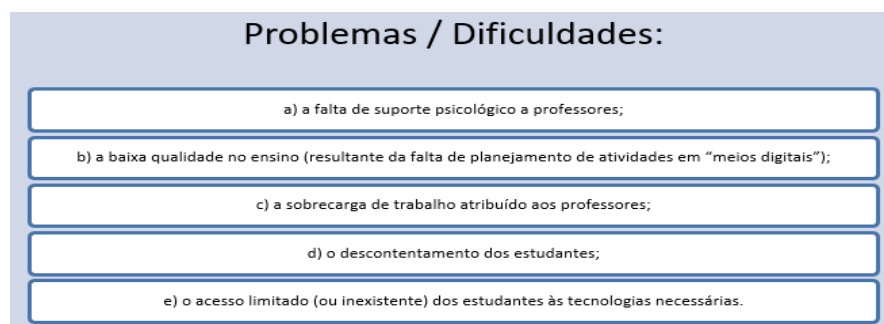 Problemas / Dificuldades:
a) a falta de suporte psicológico a professores;
b) a baixa qualidade no ensino (resultante da falta de planejamento de atividades em “meios digitais”);
c) a sobrecarga de trabalho atribuído aos professores;
d) o descontentamento dos estudantes;
e) o acesso limitado (ou inexistente) dos estudantes às tecnologias necessárias.